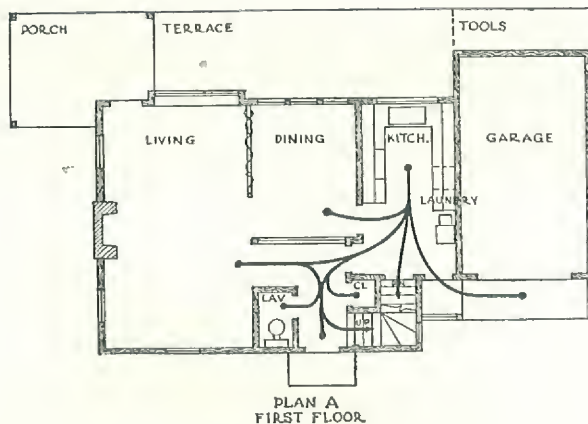 PORCH
TERRACE
TOOLS
LIVING
DINING
KITCH.
GARAGE
LAUNDRY
LAV
CL
UP
PLAN A
FIRST FLOOR